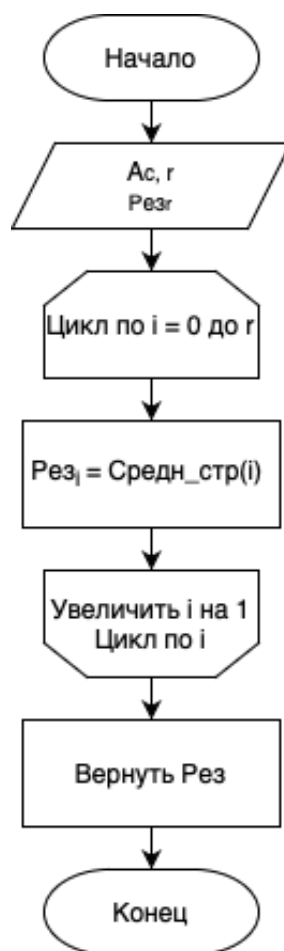 Начало
Ac, r
Резr
Цикл по i = 0 до r
Резi = Средн_стр(i)
Увеличить i на 1
Цикл по i
Вернуть Рез
Конец